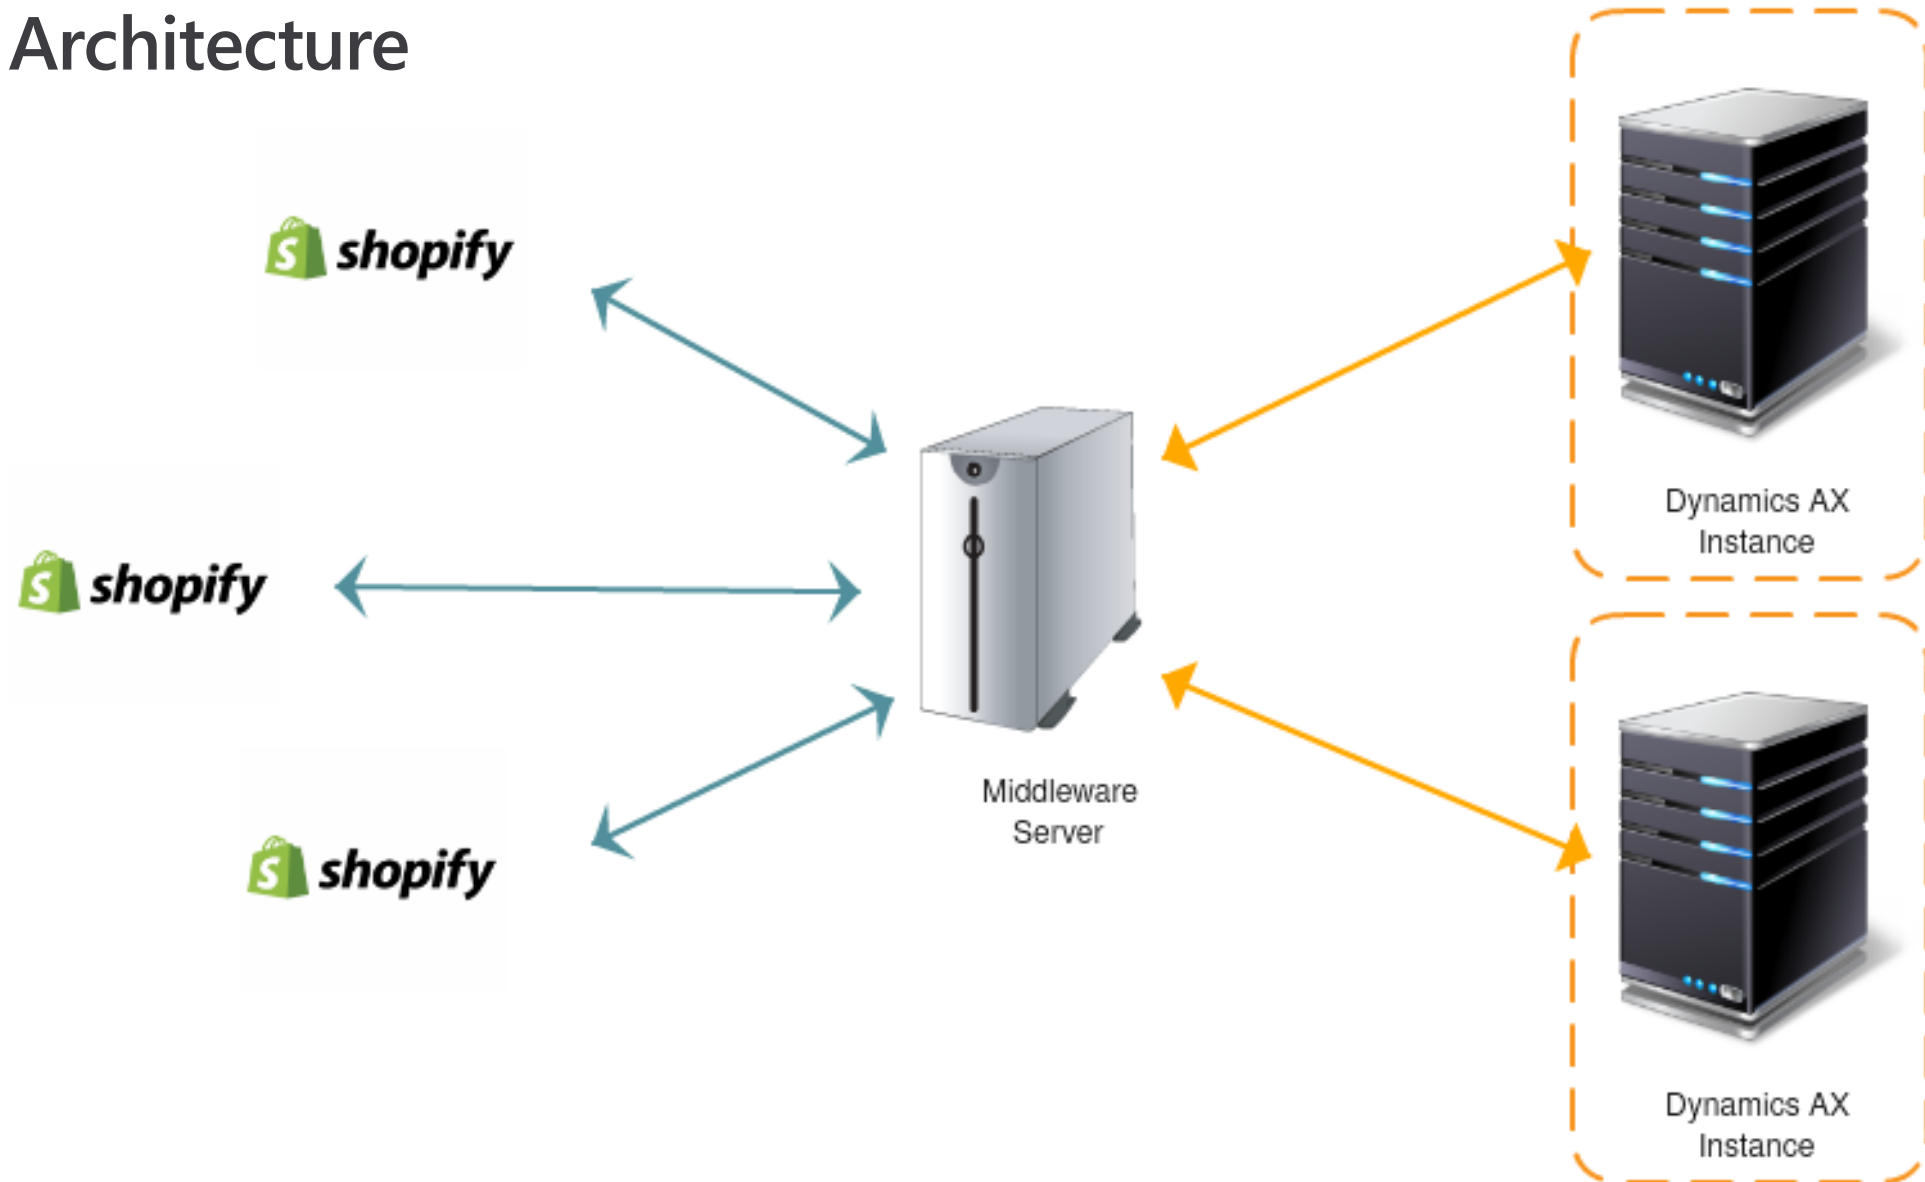 Architecture
shopify
shopify
shopify
Middleware
Server
Dynamics AX
Instance
Dynamics AX
Instance